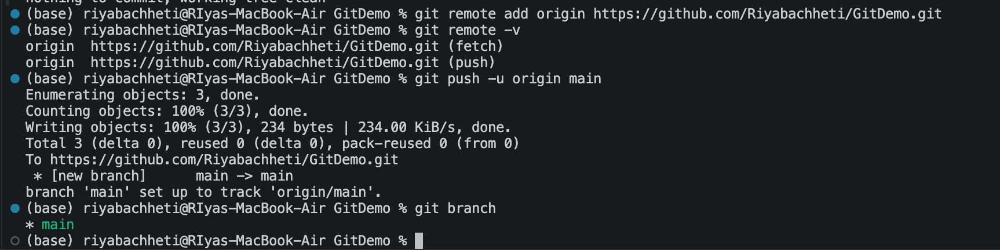 nothing to commit, working tree clean
(base) riyabachheti@RIyas-MacBook-Air GitDemo % git remote add origin https://github.com/Riyabachheti/GitDemo.git
(base) riyabachheti@RIyas-MacBook-Air GitDemo % git remote -v
origin  https://github.com/Riyabachheti/GitDemo.git (fetch)
origin  https://github.com/Riyabachheti/GitDemo.git (push)
(base) riyabachheti@RIyas-MacBook-Air GitDemo % git push -u origin main
Enumerating objects: 3, done.
Counting objects: 100% (3/3), done.
Writing objects: 100% (3/3), 234 bytes | 234.00 KiB/s, done.
Total 3 (delta 0), reused 0 (delta 0), pack-reused 0 (from 0)
To https://github.com/Riyabachheti/GitDemo.git
 * [new branch]      main -> main
branch 'main' set up to track 'origin/main'.
(base) riyabachheti@RIyas-MacBook-Air GitDemo % git branch
* main
(base) riyabachheti@RIyas-MacBook-Air GitDemo %